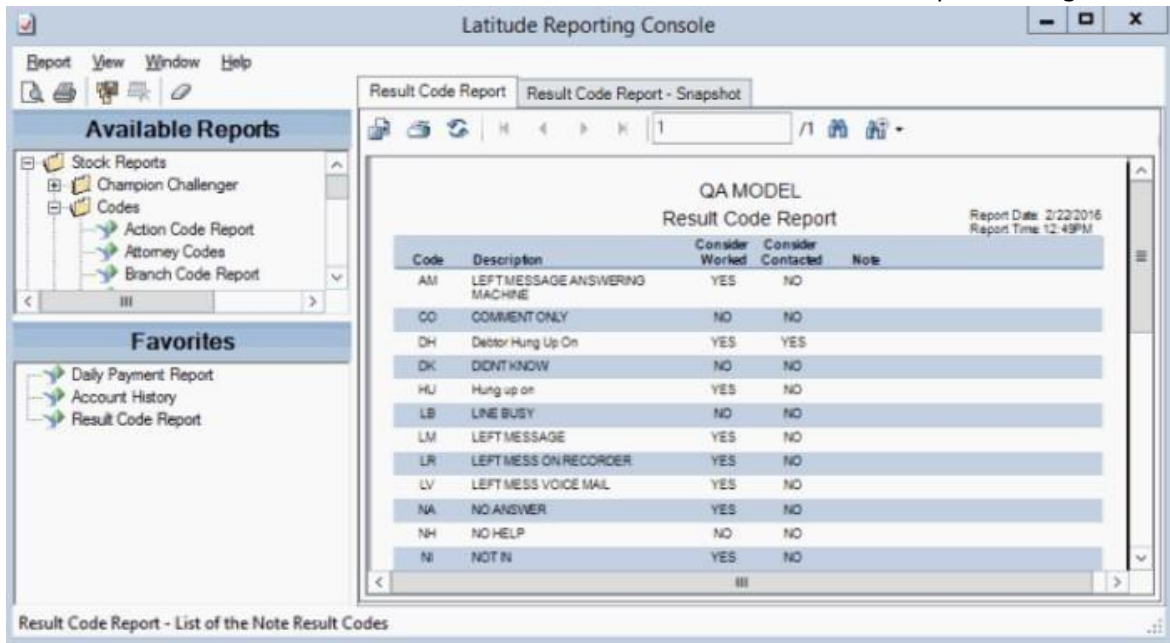 Latitude Reporting Console
Report View Window Help
Available Reports
Stock Reports
Champion Challenger
Codes
Action Code Report
Attorney Codes
Branch Code Report
Favorites
Daily Payment Report
Account History
Result Code Report
Result Code Report Result Code Report - Snapshot
1 /1
QA MODEL
Result Code Report
Report Date: 2/22/2016
Report Time: 12:49PM
Code Description Consider Worked Consider Contacted Note
AM LEFT MESSAGE ANSWERING MACHINE YES NO
CO COMMENT ONLY NO NO
DH Debtor Hung Up On YES YES
DK DIDNT KNOW NO NO
HU Hung up on YES NO
LB LINE BUSY NO NO
LM LEFT MESSAGE YES NO
LR LEFT MESS ON RECORDER YES NO
LV LEFT MESS VOICE MAIL YES NO
NA NO ANSWER YES NO
NH NO HELP NO NO
NI NOT IN YES NO
Result Code Report - List of the Note Result Codes